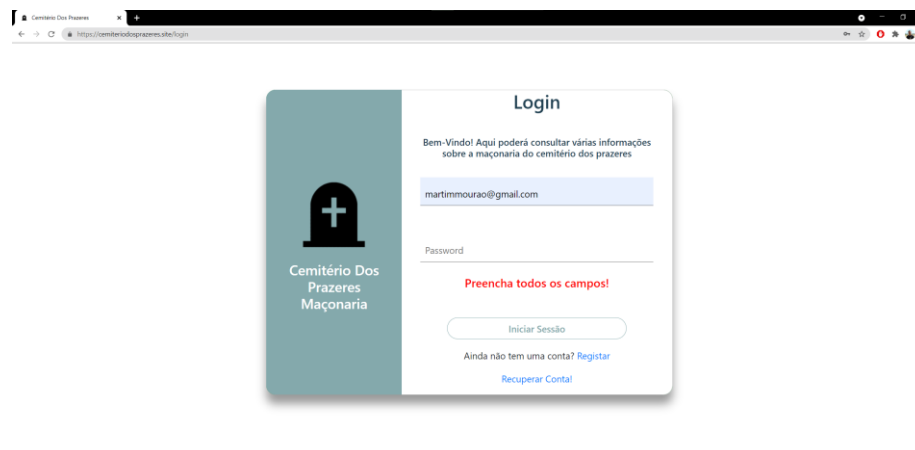 Cemitério Dos Prazeres
https://cemiteriodosprazeres.site/login
Login
Bem-Vindo! Aqui poderá consultar várias informações
sobre a maçonaria do cemitério dos prazeres
martimmourao@gmail.com
Password
Cemitério Dos
Prazeres
Maçonaria
Preencha todos os campos!
Iniciar Sessão
Ainda não tem uma conta? Registar
Recuperar Conta!